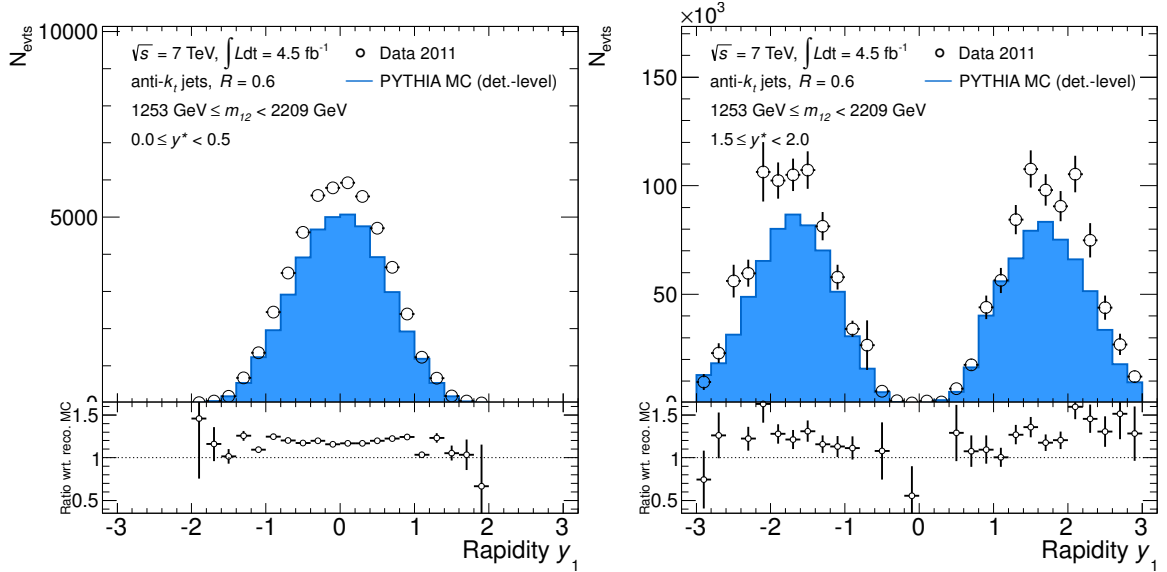 N_evts
10000
5000
0
√s = 7 TeV, ∫Ldt = 4.5 fb⁻¹
anti-k_t jets, R = 0.6
1253 GeV ≤ m_12 < 2209 GeV
0.0 ≤ y* < 0.5
Data 2011
PYTHIA MC (det.-level)
Ratio wrt. reco. MC
1.5
1
0.5
-3 -2 -1 0 1 2 3
Rapidity y_1
×10³
N_evts
150
100
50
0
√s = 7 TeV, ∫Ldt = 4.5 fb⁻¹
anti-k_t jets, R = 0.6
1253 GeV ≤ m_12 < 2209 GeV
1.5 ≤ y* < 2.0
Data 2011
PYTHIA MC (det.-level)
Ratio wrt. reco. MC
1.5
1
0.5
-3 -2 -1 0 1 2 3
Rapidity y_1